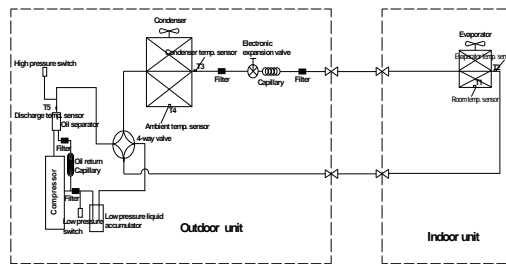 Condenser
Electronic
expansion valve
Evaporator
Condenser temp. sensor
T3
Evaporator temp. sensor
T2
High pressure switch
Filter
Capillary
Filter
T1
Room temp. sensor
T5
Discharge temp. sensor
Oil separator
T4
Ambient temp. sensor
4-way valve
Filter
Oil return
Capillary
Compressor
Filter
Low pressure
switch
Low pressure liquid
accumulator
Outdoor unit
Indoor unit